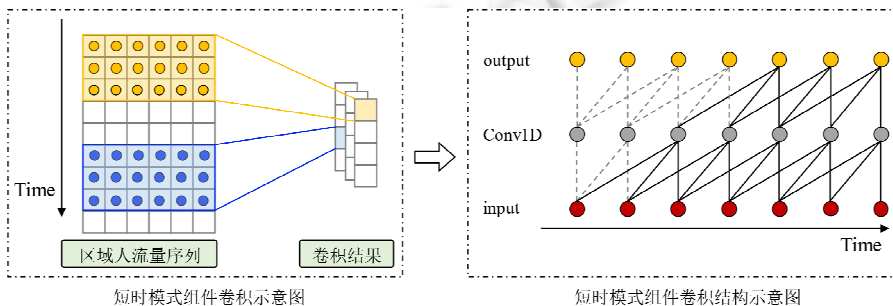 Time
区域人流量序列
卷积结果
短时模式组件卷积示意图
output
Conv1D
input
Time
短时模式组件卷积结构示意图